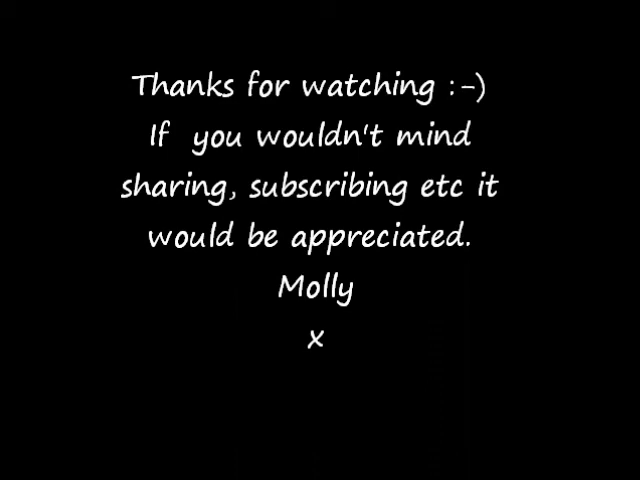 Thanks for watching :-)
If you wouldn't mind
sharing, subscribing etc it
would be appreciated.
Molly
x